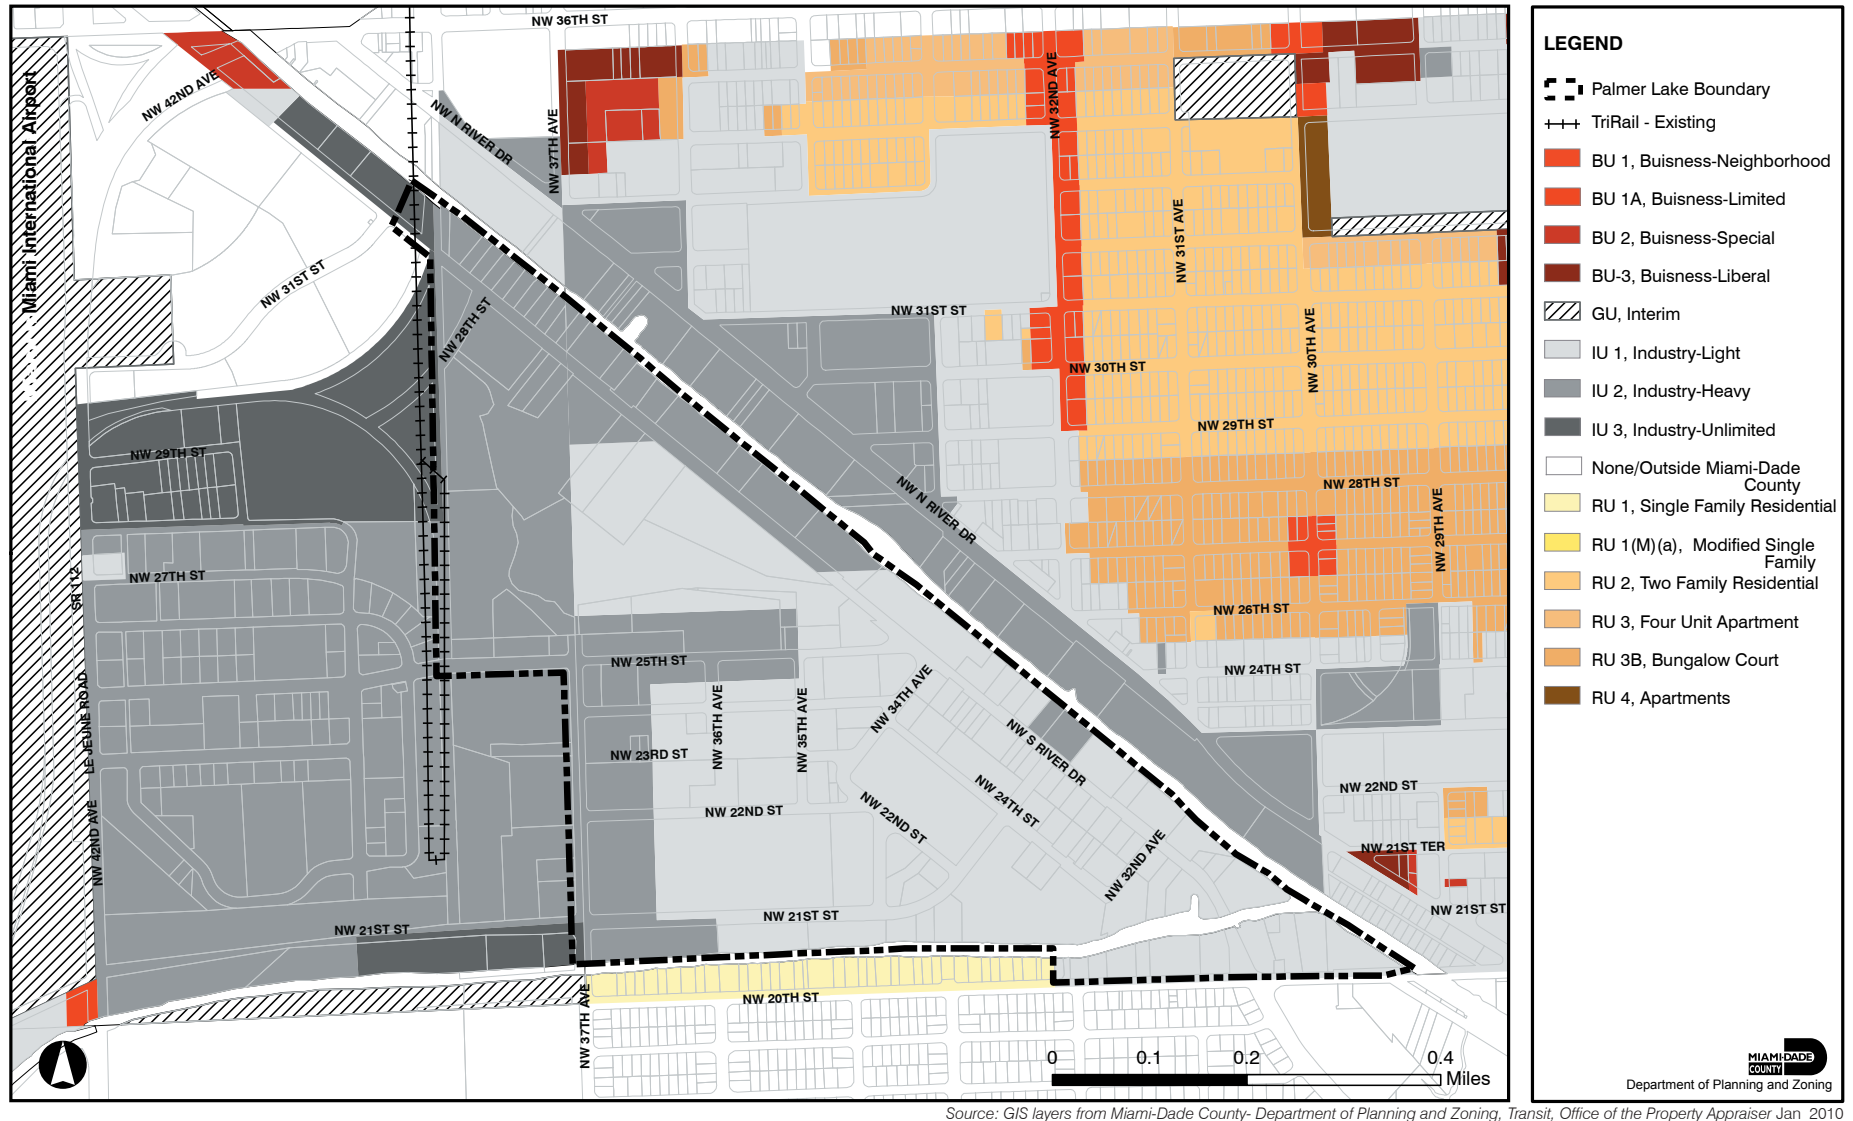 NW 36TH ST
Miami International Airport
NW 42ND AVE
NW N RIVER DR
NW 37TH AVE
NW 32ND AVE
NW 31ST AVE
NW 31ST ST
NW 28TH ST
NW 31ST ST
NW 30TH ST
NW 30TH AVE
NW 29TH ST
NW 29TH ST
NW 28TH ST
NW 29TH AVE
NW N RIVER DR
NW 27TH ST
SR 112
NW 26TH ST
NW 25TH ST
NW 24TH ST
LE JEUNE ROAD
NW 36TH AVE
NW 35TH AVE
NW 34TH AVE
NW S RIVER DR
NW 23RD ST
NW 24TH ST
NW 22ND ST
NW 22ND ST
NW 22ND ST
NW 42ND AVE
NW 32ND AVE
NW 21ST TER
NW 21ST ST
NW 21ST ST
NW 21ST ST
NW 20TH ST
NW 37TH AVE
0 0.1 0.2 0.4
Miles
LEGEND
Palmer Lake Boundary
TriRail - Existing
BU 1, Buisness-Neighborhood
BU 1A, Buisness-Limited
BU 2, Buisness-Special
BU-3, Buisness-Liberal
GU, Interim
IU 1, Industry-Light
IU 2, Industry-Heavy
IU 3, Industry-Unlimited
None/Outside Miami-Dade
County
RU 1, Single Family Residential
RU 1(M)(a), Modified Single
Family
RU 2, Two Family Residential
RU 3, Four Unit Apartment
RU 3B, Bungalow Court
RU 4, Apartments
MIAMI-DADE
COUNTY
Department of Planning and Zoning
Source: GIS layers from Miami-Dade County- Department of Planning and Zoning, Transit, Office of the Property Appraiser Jan 2010